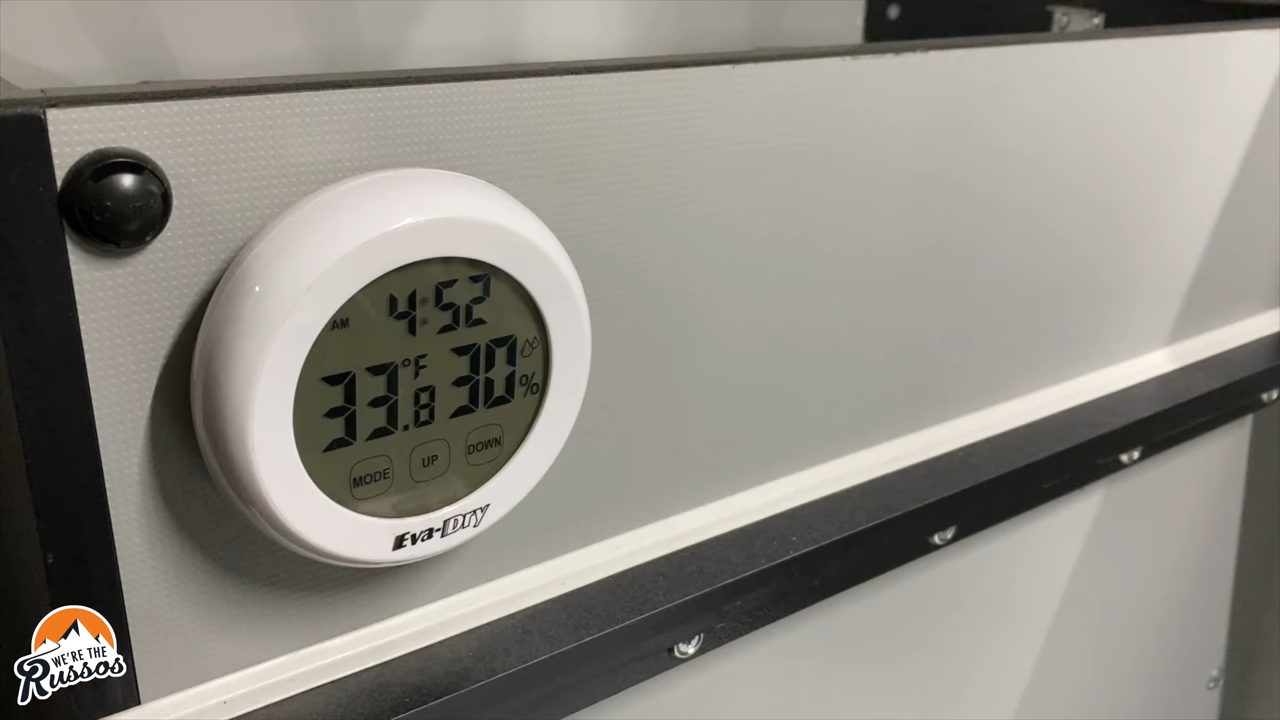 4:52
AM
33.8°F 30%
MODE UP DOWN
Eva-Dry
WE'RE THE
RUSSOS